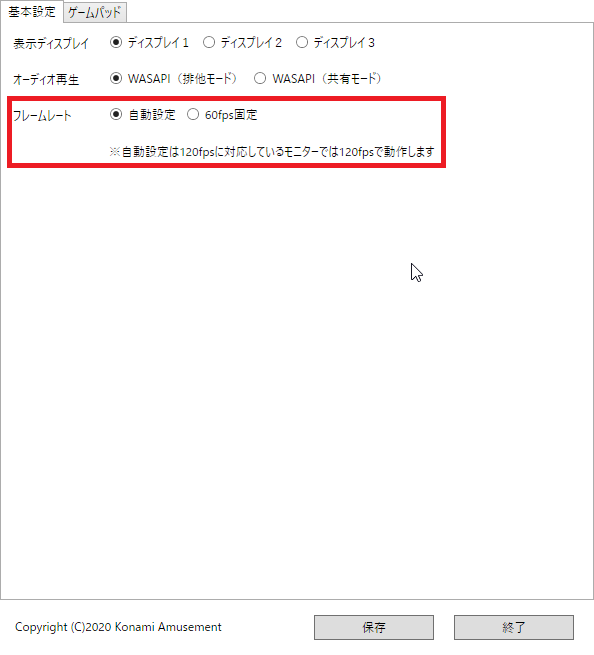 基本設定 ゲームパッド
表示ディスプレイ ディスプレイ1 ディスプレイ2 ディスプレイ3
オーディオ再生 WASAPI（排他モード） WASAPI（共有モード）
フレームレート 自動設定 60fps固定
※自動設定は120fpsに対応しているモニターでは120fpsで動作します
Copyright (C)2020 Konami Amusement 保存 終了